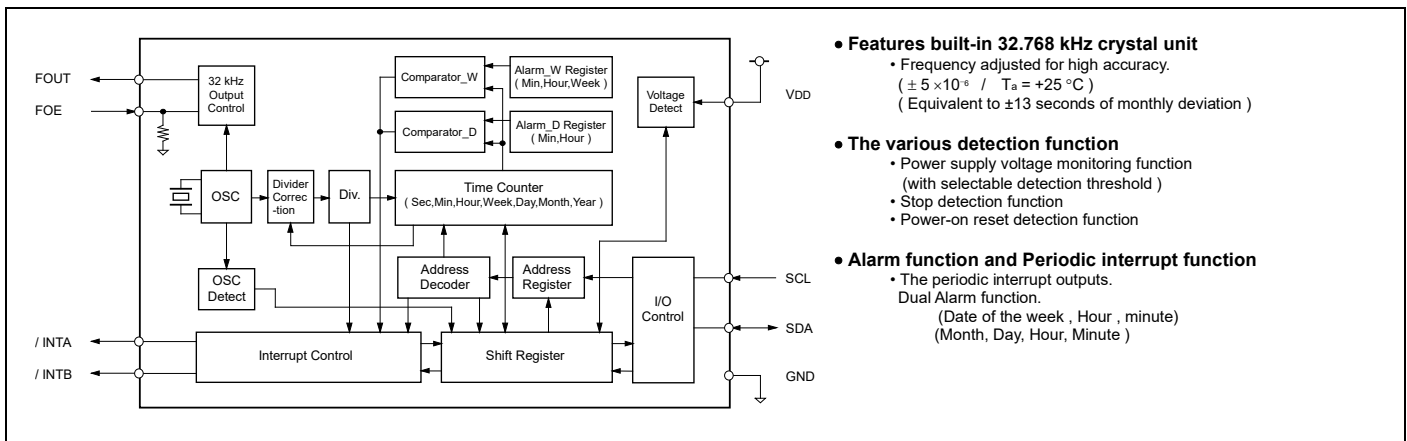 FOUT
FOE
32 kHz
Output
Control
Comparator_W
Alarm_W Register
( Min,Hour,Week )
Comparator_D
Alarm_D Register
( Min,Hour )
Voltage
Detect
VDD
OSC
Divider
Correc
-tion
Div.
Time Counter
( Sec,Min,Hour,Week,Day,Month,Year )
OSC
Detect
Address
Decoder
Address
Register
I/O
Control
SCL
SDA
/ INTA
/ INTB
Interrupt Control
Shift Register
GND
● Features built-in 32.768 kHz crystal unit
• Frequency adjusted for high accuracy.
( ± 5 ×10⁻⁶ / Ta = +25 °C )
( Equivalent to ±13 seconds of monthly deviation )
● The various detection function
• Power supply voltage monitoring function
(with selectable detection threshold )
• Stop detection function
• Power-on reset detection function
● Alarm function and Periodic interrupt function
• The periodic interrupt outputs.
Dual Alarm function.
(Date of the week , Hour , minute)
(Month, Day, Hour, Minute )